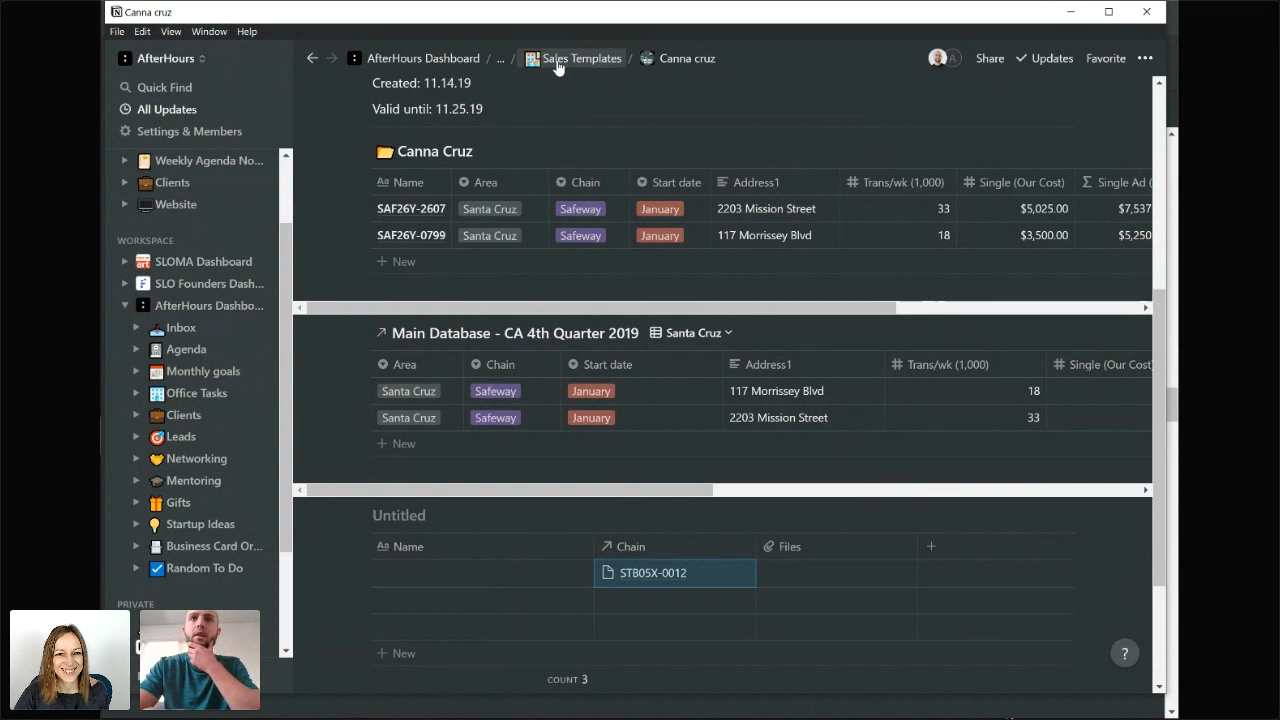 Canna cruz
File Edit View Window Help
AfterHours
AfterHours Dashboard / ... / Sales Templates / Canna cruz
A Share Updates Favorite •••
Quick Find
All Updates
Settings & Members
Weekly Agenda No...
Clients
Website
WORKSPACE
SLOMA Dashboard
SLO Founders Dash...
AfterHours Dashbo...
Inbox
Agenda
Monthly goals
Office Tasks
Clients
Leads
Networking
Mentoring
Gifts
Startup Ideas
Business Card Or...
Random To Do
PRIVATE
Created: 11.14.19
Valid until: 11.25.19
Canna Cruz
Aa Name Area Chain Start date Address1 # Trans/wk (1,000) # Single (Our Cost) Σ Single Ad (
SAF26Y-2607 Santa Cruz Safeway January 2203 Mission Street 33 $5,025.00 $7,537
SAF26Y-0799 Santa Cruz Safeway January 117 Morrissey Blvd 18 $3,500.00 $5,250
+ New
Main Database - CA 4th Quarter 2019 Santa Cruz
Area Chain Start date Address1 # Trans/wk (1,000) # Single (Our Cost)
Santa Cruz Safeway January 117 Morrissey Blvd 18
Santa Cruz Safeway January 2203 Mission Street 33
+ New
Untitled
Aa Name Chain Files +
STB05X-0012
+ New
COUNT 3
?